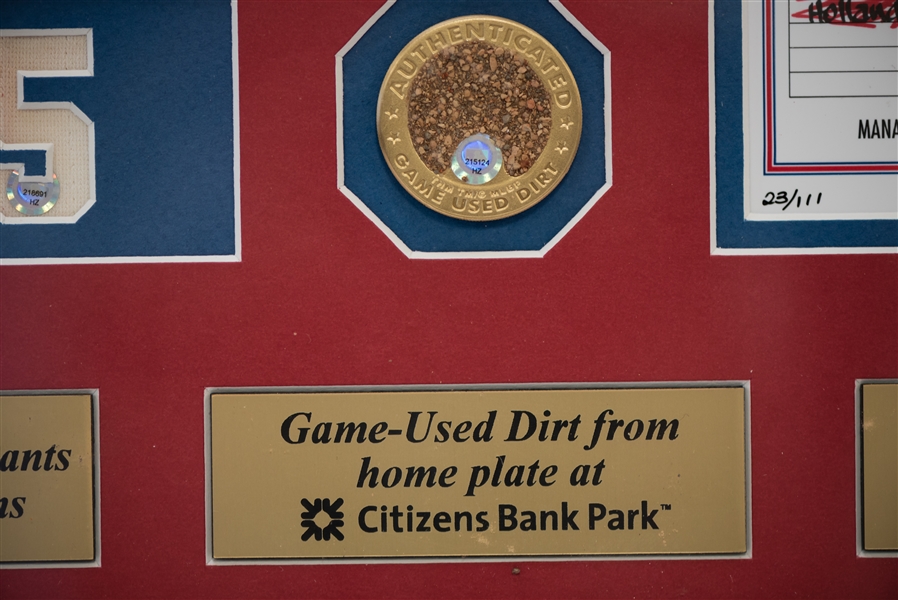 5
218691
HZ
AUTHENTICATED
215124
HZ
GAME USED DIRT
MANA
23/111
ants
Game-Used Dirt from
home plate at
Citizens Bank Park™